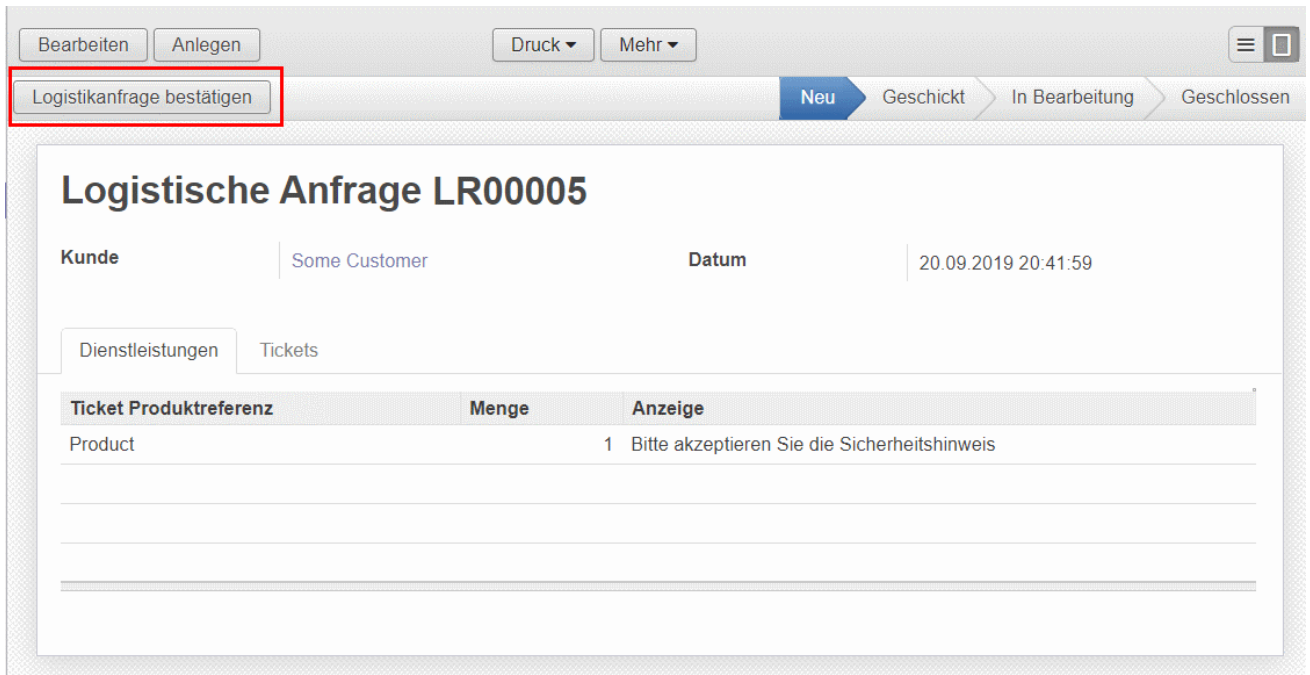 Bearbeiten Anlegen Druck Mehr
Logistikanfrage bestätigen Neu Geschickt In Bearbeitung Geschlossen
Logistische Anfrage LR00005
Kunde Some Customer Datum 20.09.2019 20:41:59
Dienstleistungen Tickets
Ticket Produktreferenz Menge Anzeige
Product 1 Bitte akzeptieren Sie die Sicherheitshinweis